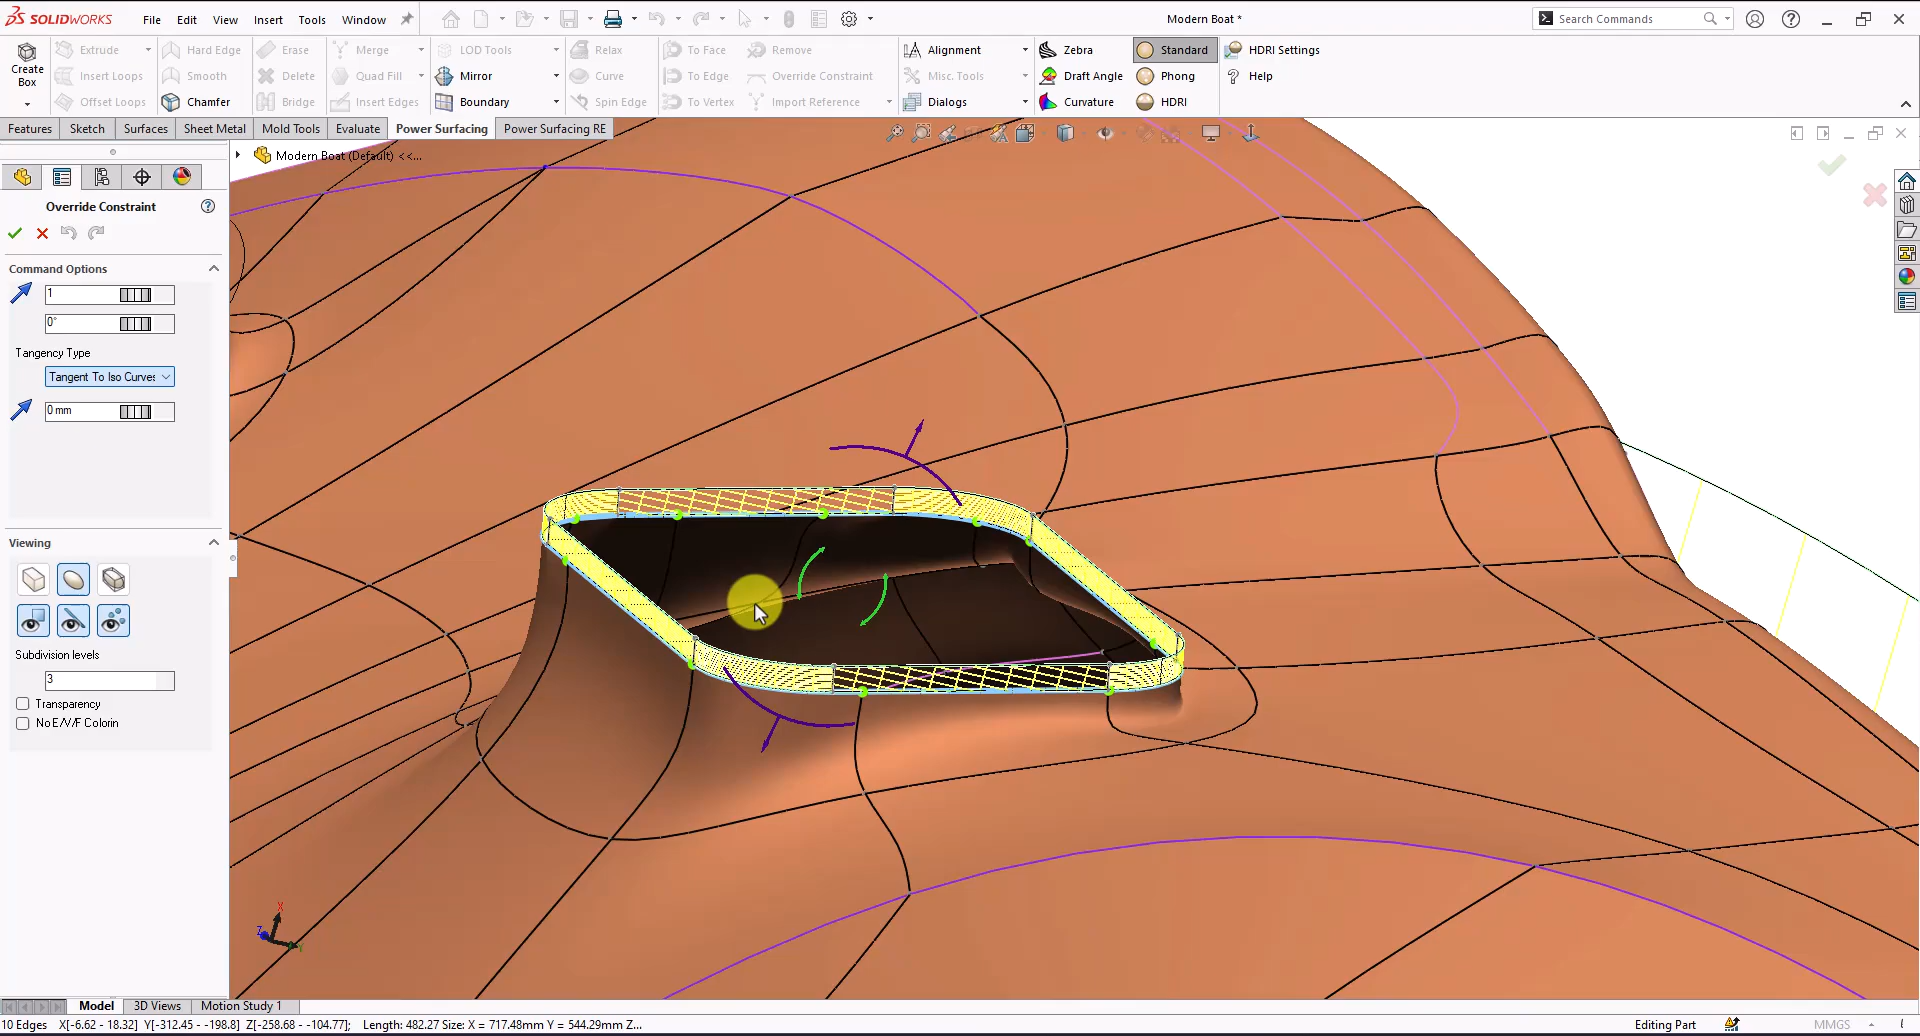 SOLIDWORKS
File
Edit
View
Insert
Tools
Window
Modern Boat *
Search Commands
Create Box
Extrude
Insert Loops
Offset Loops
Hard Edge
Smooth
Chamfer
Erase
Delete
Bridge
Merge
Quad Fill
Insert Edges
LOD Tools
Mirror
Boundary
Relax
Curve
Spin Edge
To Face
To Edge
To Vertex
Remove
Override Constraint
Import Reference
Alignment
Misc. Tools
Dialogs
Zebra
Draft Angle
Curvature
Standard
Phong
HDRI
HDRI Settings
Help
Features
Sketch
Surfaces
Sheet Metal
Mold Tools
Evaluate
Power Surfacing
Power Surfacing RE
Modern Boat (Default) <<...
Override Constraint
Command Options
1
0°
Tangency Type
Tangent To Iso Curves
0 mm
Viewing
Subdivision levels
3
Transparency
No E/V/F Colorin
X
Z
Y
Model
3D Views
Motion Study 1
10 Edges X[-6.62 - 18.32] Y[-312.45 - -198.8] Z[-258.68 - -104.77]; Length: 482.27 Size: X = 717.48mm Y = 544.29mm Z...
Editing Part
MMGS